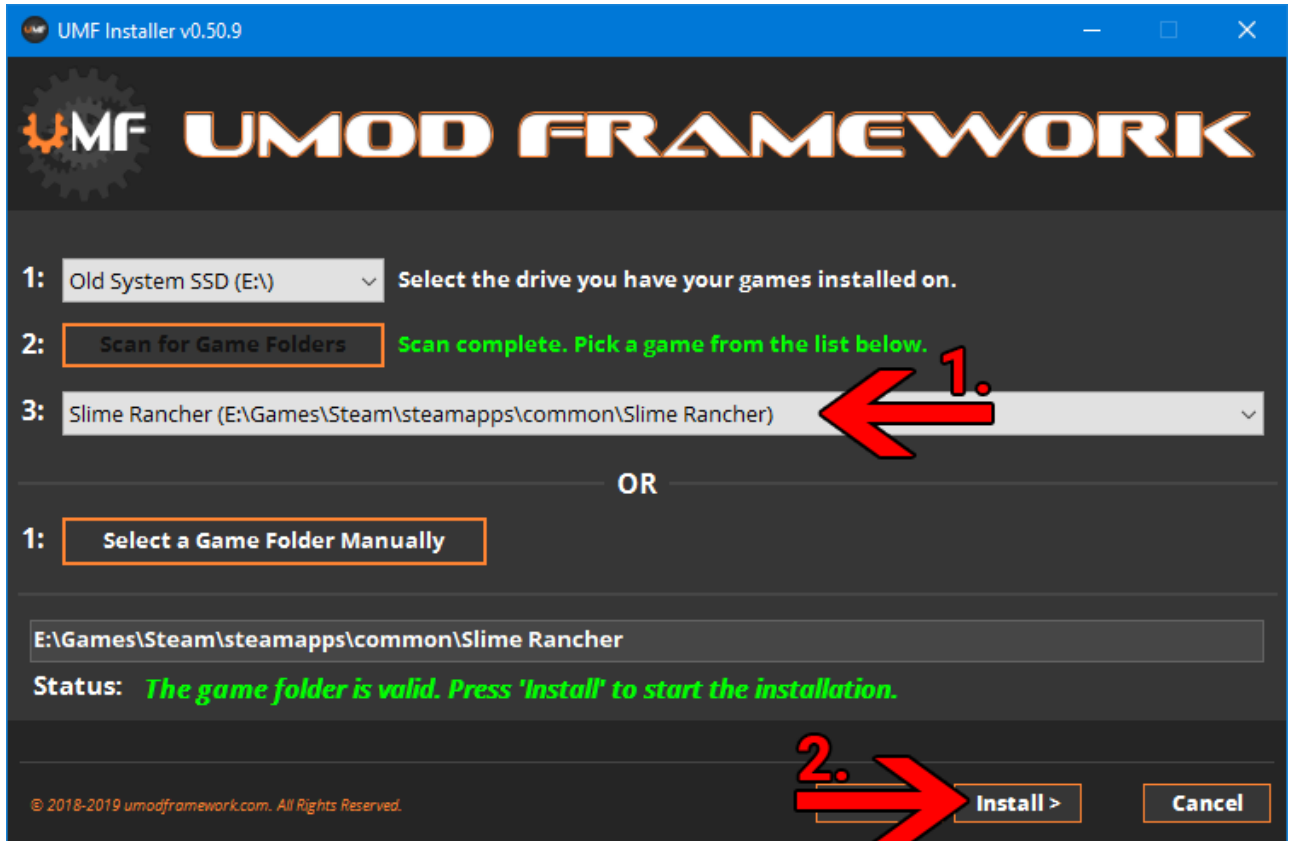 UMF Installer v0.50.9
UMF UMOD FRAMEWORK
1: Old System SSD (E:\) Select the drive you have your games installed on.
2: Scan for Game Folders Scan complete. Pick a game from the list below.
1.
3: Slime Rancher (E:\Games\Steam\steamapps\common\Slime Rancher)
OR
1: Select a Game Folder Manually
E:\Games\Steam\steamapps\common\Slime Rancher
Status: The game folder is valid. Press 'Install' to start the installation.
2.
© 2018-2019 umodframework.com. All Rights Reserved.
Install > Cancel